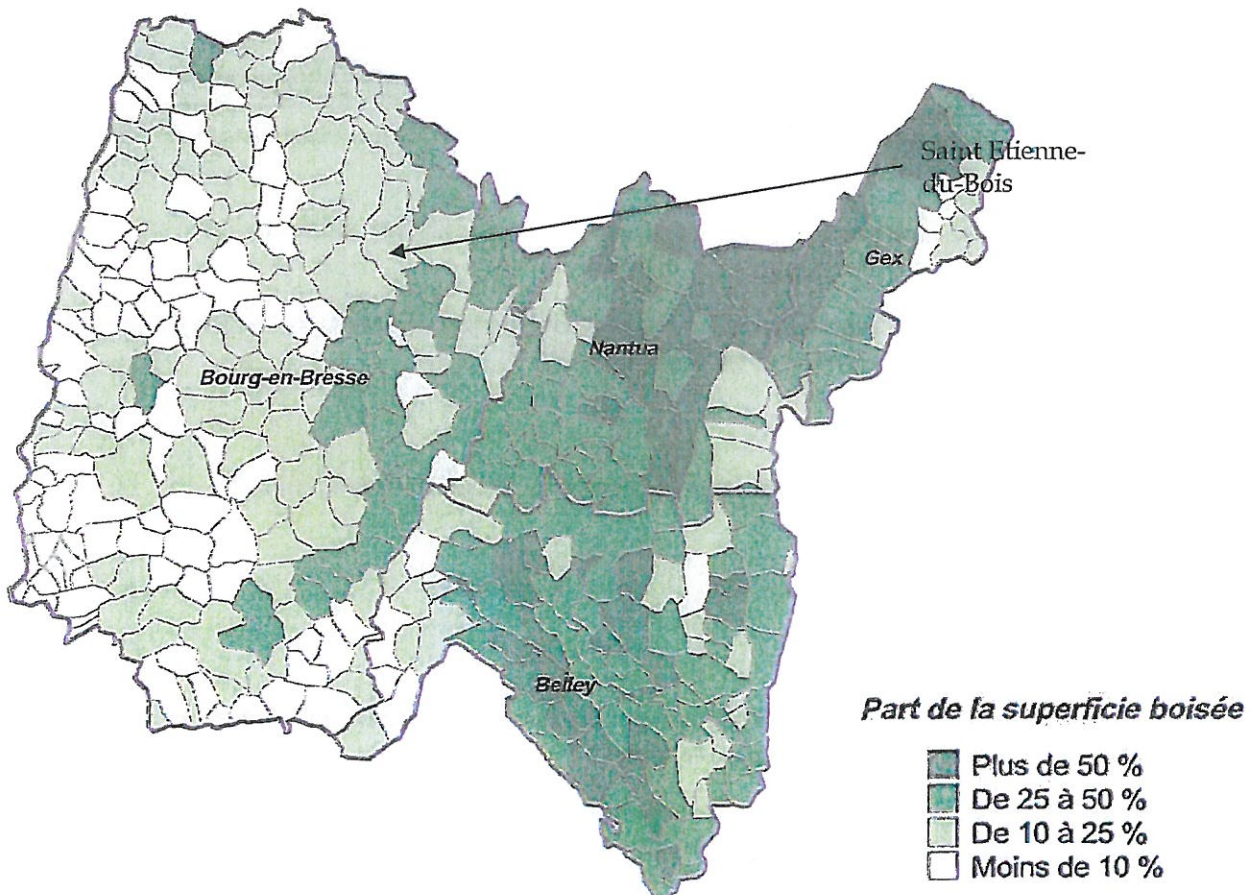 Saint Etienne-
du-Bois
Gex
Nantua
Bourg-en-Bresse
Belley
Part de la superficie boisée
Plus de 50 %
De 25 à 50 %
De 10 à 25 %
Moins de 10 %